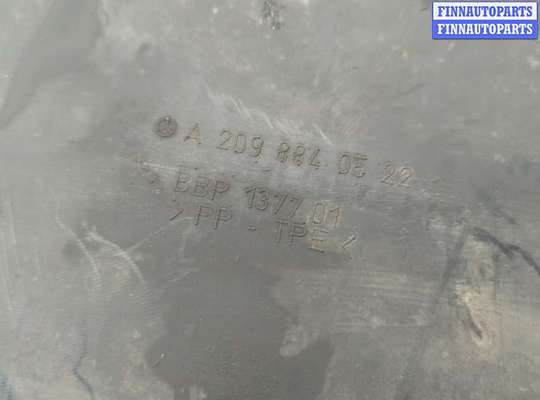 FINNAUTOPARTS
FINNAUTOPARTS
A 209 884 05 22
BBP 1377.01
>PP - TPE<